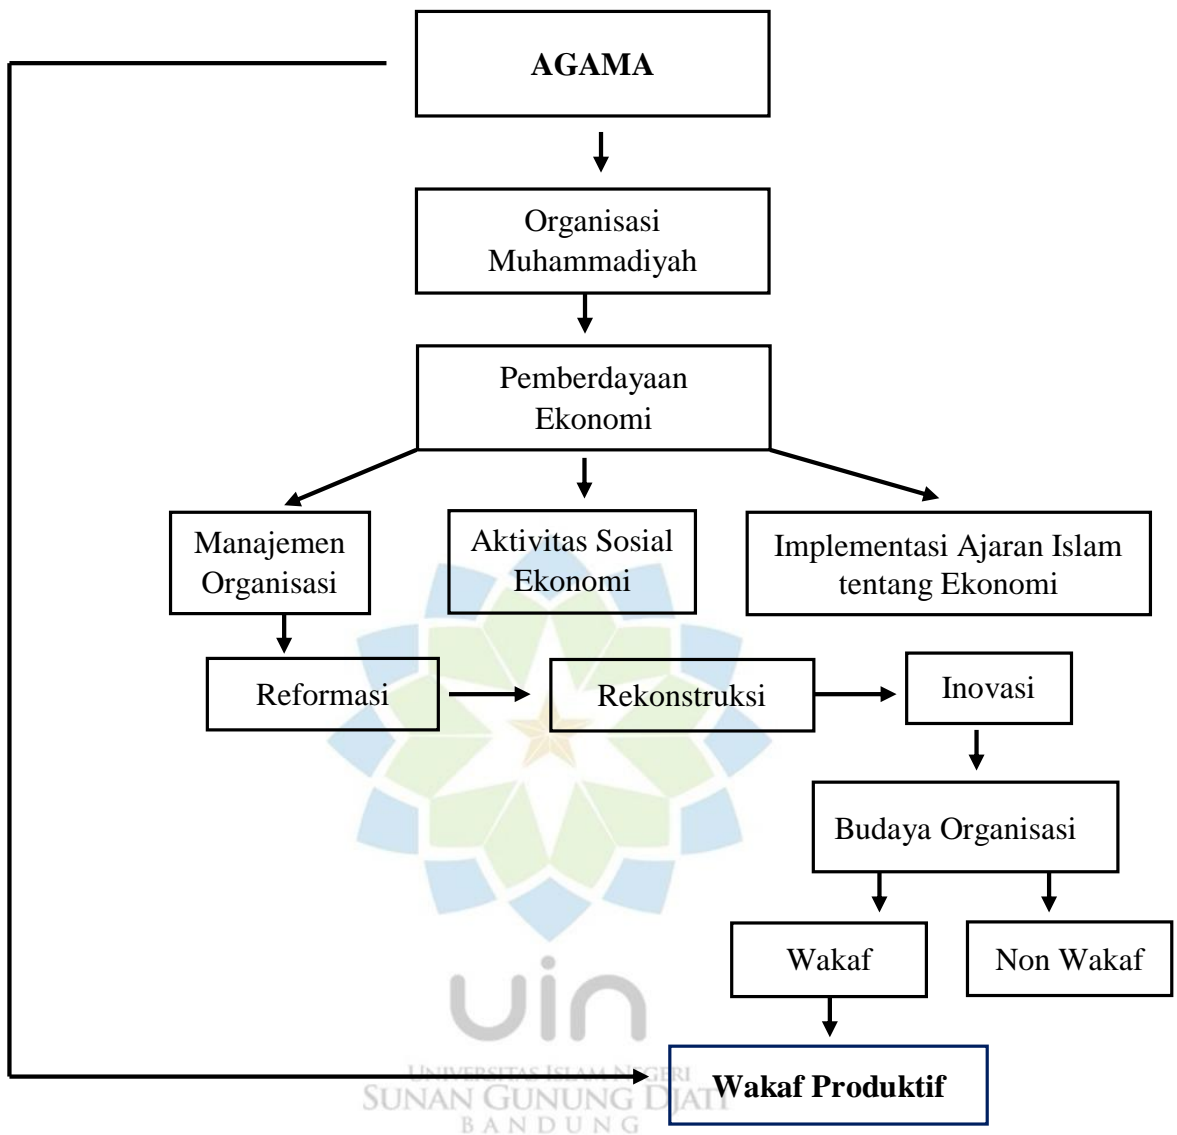 AGAMA
Organisasi
Muhammadiyah
Pemberdayaan
Ekonomi
Manajemen
Organisasi
Aktivitas Sosial
Ekonomi
Implementasi Ajaran Islam
tentang Ekonomi
Reformasi
Rekonstruksi
Inovasi
Budaya Organisasi
Wakaf
Non Wakaf
Wakaf Produktif
uin
UNIVERSITAS ISLAM NEGERI
SUNAN GUNUNG DJATI
BANDUNG